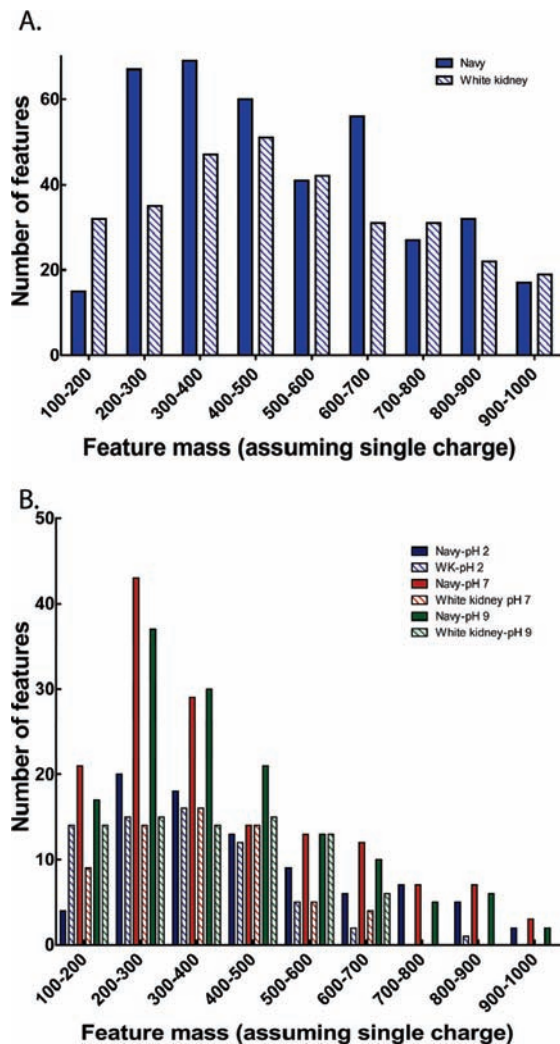 A.
Navy
White kidney
60
40
20
0
Number of features
100-200
200-300
300-400
400-500
500-600
600-700
700-800
800-900
900-1000
Feature mass (assuming single charge)
B.
50
40
30
20
10
0
Number of features
Navy-pH 2
WK-pH 2
Navy-pH 7
White kidney pH 7
Navy-pH 9
White kidney-pH 9
100-200
200-300
300-400
400-500
500-600
600-700
700-800
800-900
900-1000
Feature mass (assuming single charge)